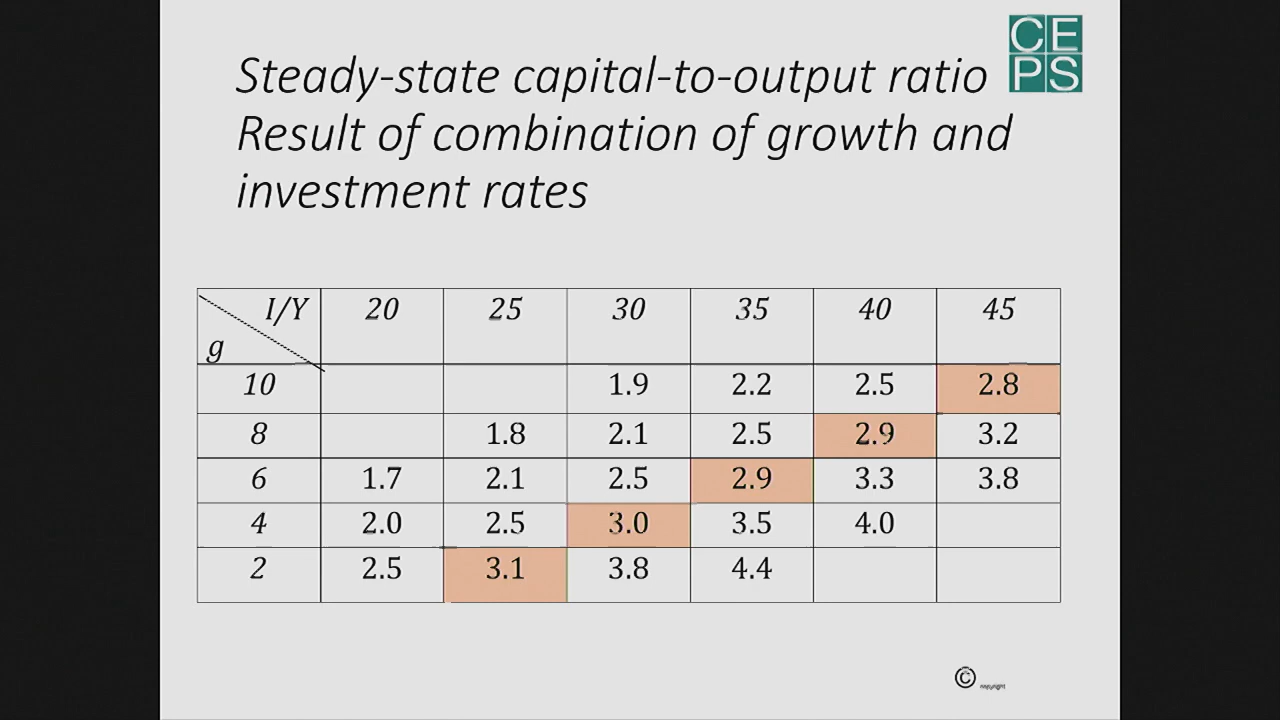 CE
PS
Steady-state capital-to-output ratio
Result of combination of growth and
investment rates
I/Y 20 25 30 35 40 45
g
10 1.9 2.2 2.5 2.8
8 1.8 2.1 2.5 2.9 3.2
6 1.7 2.1 2.5 2.9 3.3 3.8
4 2.0 2.5 3.0 3.5 4.0
2 2.5 3.1 3.8 4.4
© copyright